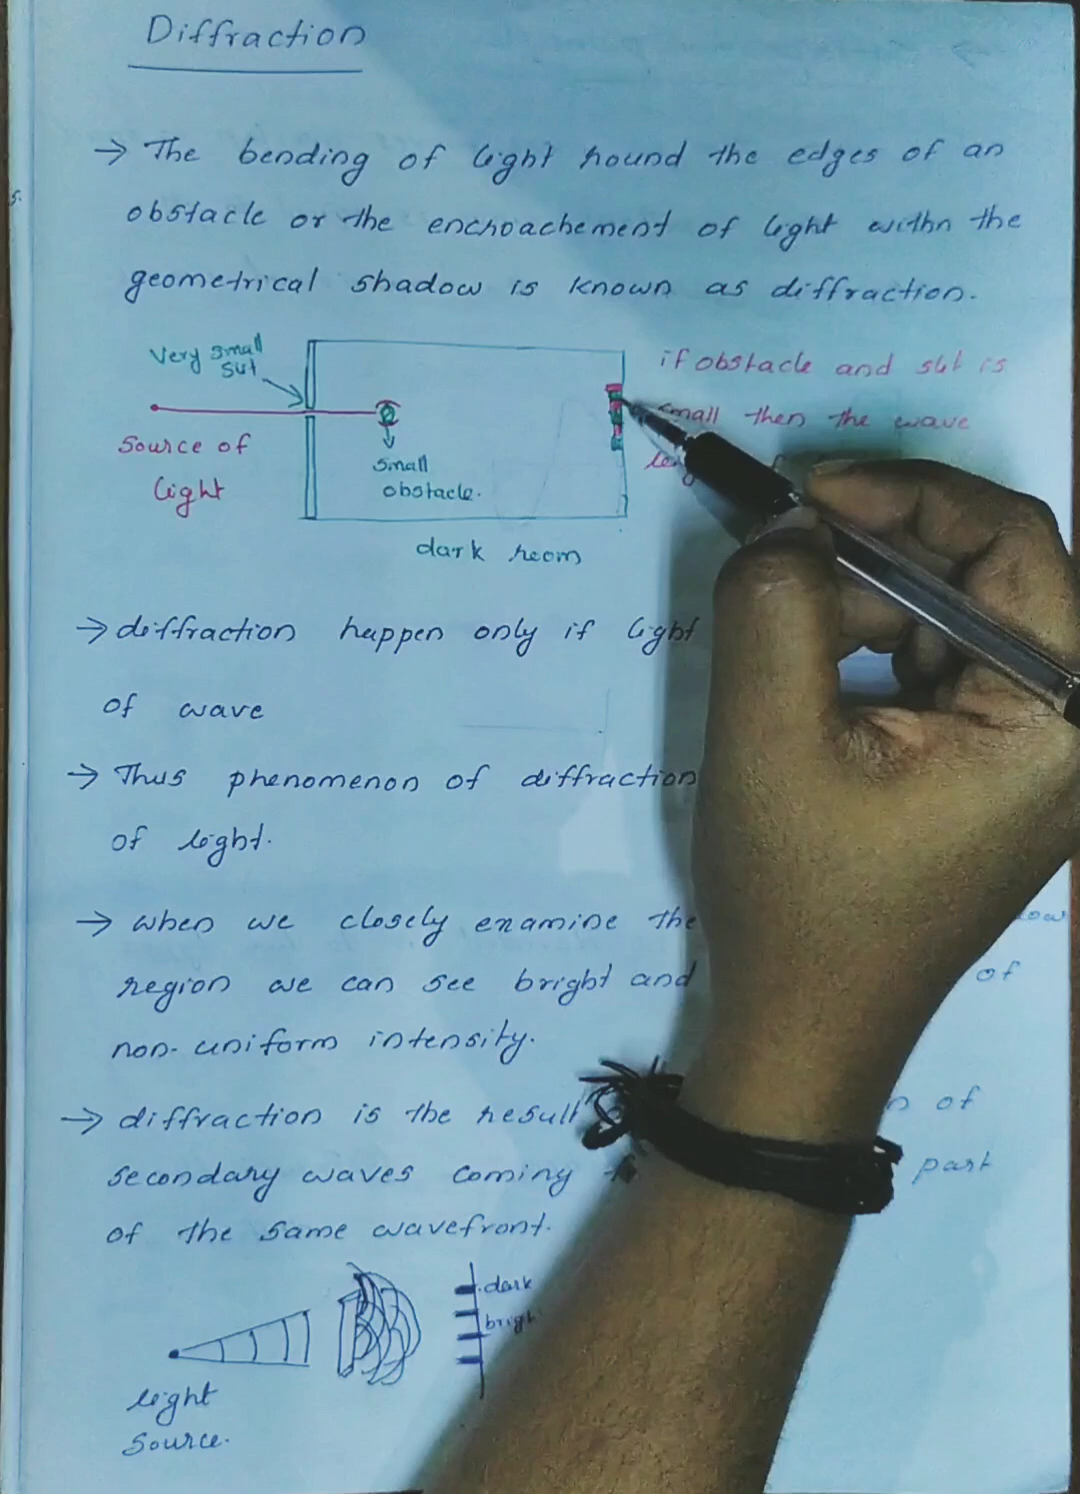 Diffraction
→ The bending of light round the edges of an
obstacle or the encroachement of light withn the
geometrical shadow is known as diffraction.
Very small
slit
if obstacle and slit is
small then the wave
source of
light
small
obstacle.
dark room
→ diffraction happen only if light
of wave
→ Thus phenomenon of diffraction
of light.
→ when we closely examine the
region we can see bright and of
non-uniform intensity.
→ diffraction is the result of
secondary waves coming part
of the same wavefront.
dark
bright
light
source.